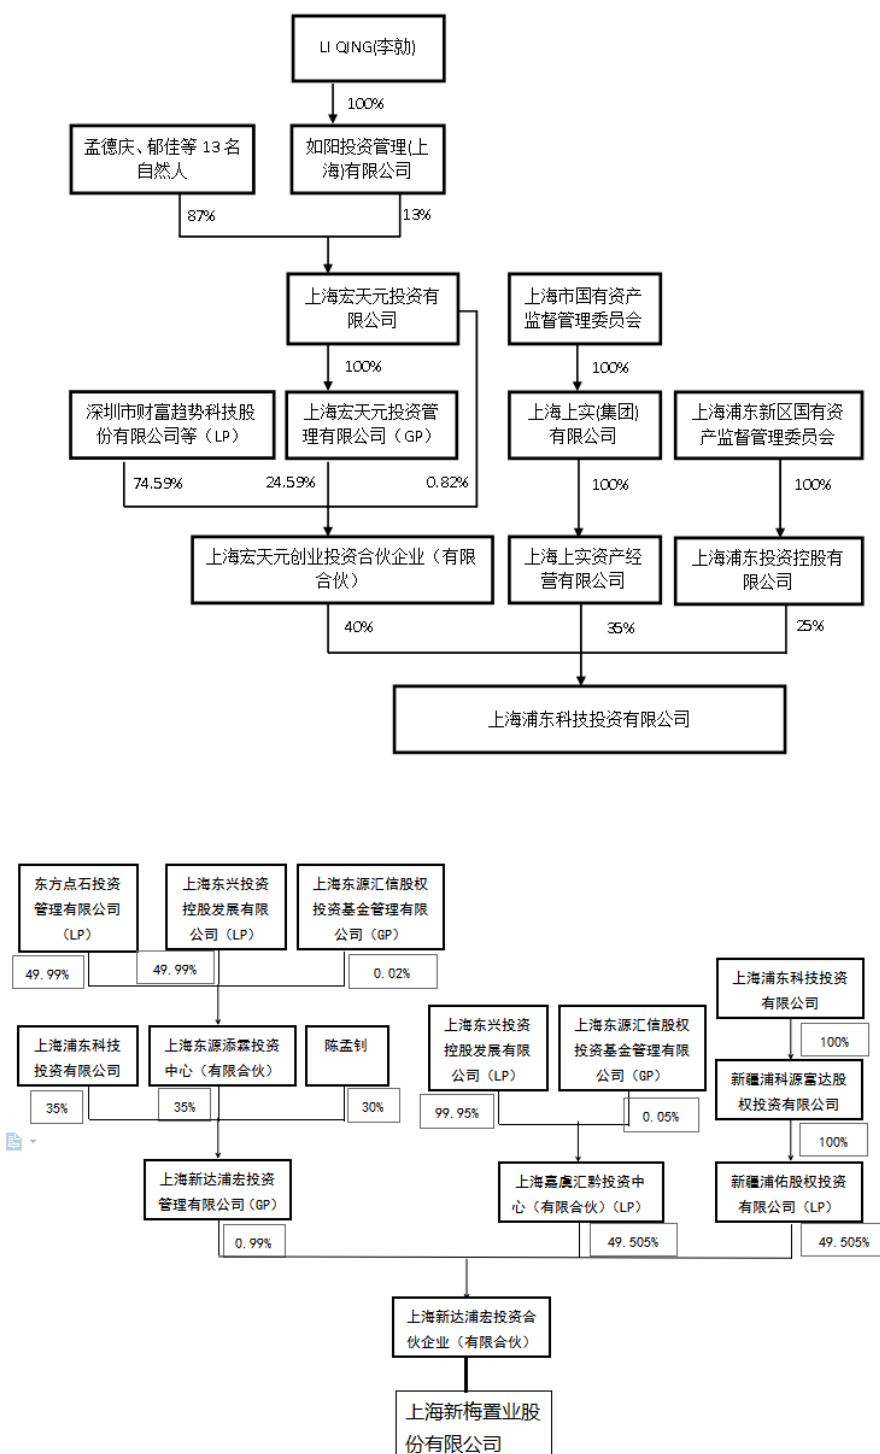 LI QING(李勍)
100%
孟德庆、郁佳等 13 名
自然人
如阳投资管理(上
海)有限公司
87%
13%
上海宏天元投资有
限公司
上海市国有资产
监督管理委员会
100%
100%
深圳市财富趋势科技股
份有限公司等（LP）
上海宏天元投资管
理有限公司（GP）
上海上实(集团)
有限公司
上海浦东新区国有资
产监督管理委员会
74.59%
24.59%
0.82%
100%
100%
上海宏天元创业投资合伙企业（有限
合伙）
上海上实资产经
营有限公司
上海浦东投资控股有
限公司
40%
35%
25%
上海浦东科技投资有限公司
东方点石投资
管理有限公司
（LP）
上海东兴投资
控股发展有限
公司（LP）
上海东源汇信股权
投资基金管理有限
公司（GP）
49.99%
49.99%
0.02%
上海浦东科技投资
有限公司
上海浦东科技
投资有限公司
上海东源添霖投资
中心（有限合伙）
陈孟钊
上海东兴投资
控股发展有限
公司（LP）
上海东源汇信股权
投资基金管理有限
公司（GP）
100%
35%
35%
30%
99.95%
0.05%
新疆浦科源富达股
权投资有限公司
100%
上海新达浦宏投资
管理有限公司（GP）
上海嘉虞汇黔投资中
心（有限合伙）（LP）
新疆浦佑股权投资
有限公司（LP）
0.99%
49.505%
49.505%
上海新达浦宏投资合
伙企业（有限合伙）
上海新梅置业股
份有限公司